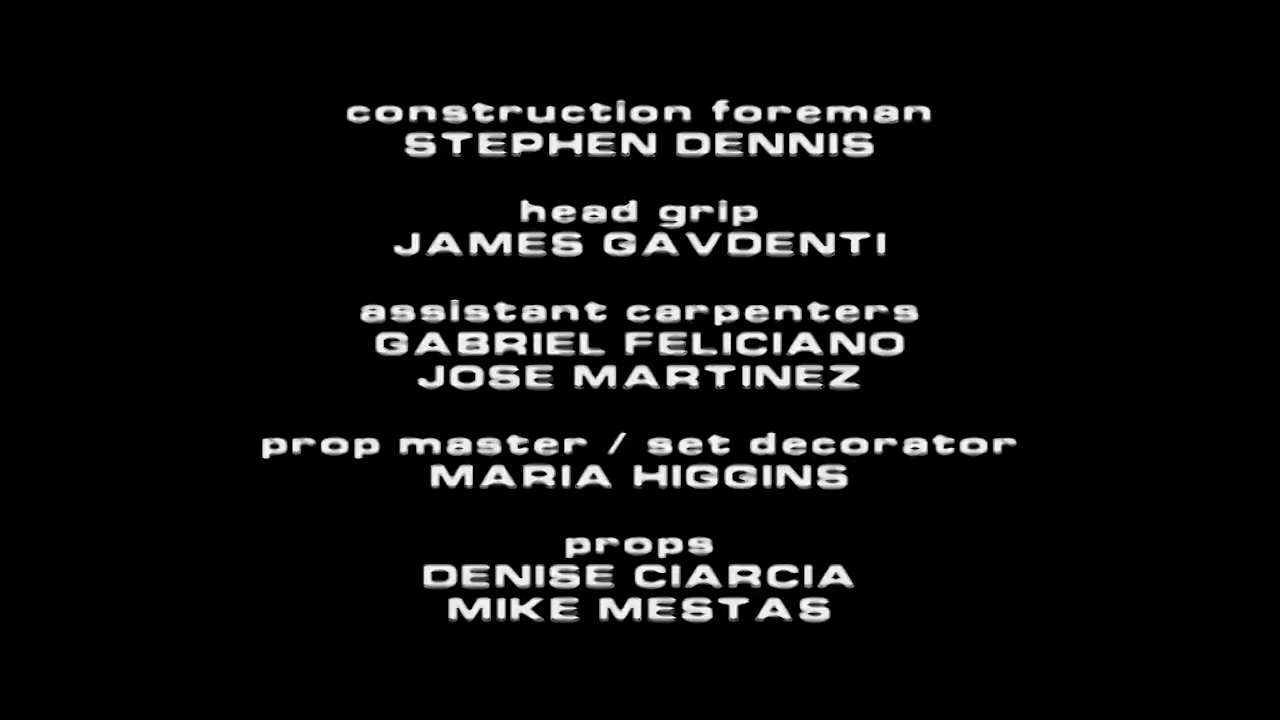 construction foreman
STEPHEN DENNIS
head grip
JAMES GAVDENTI
assistant carpenters
GABRIEL FELICIANO
JOSE MARTINEZ
prop master / set decorator
MARIA HIGGINS
props
DENISE CIARCIA
MIKE MESTAS